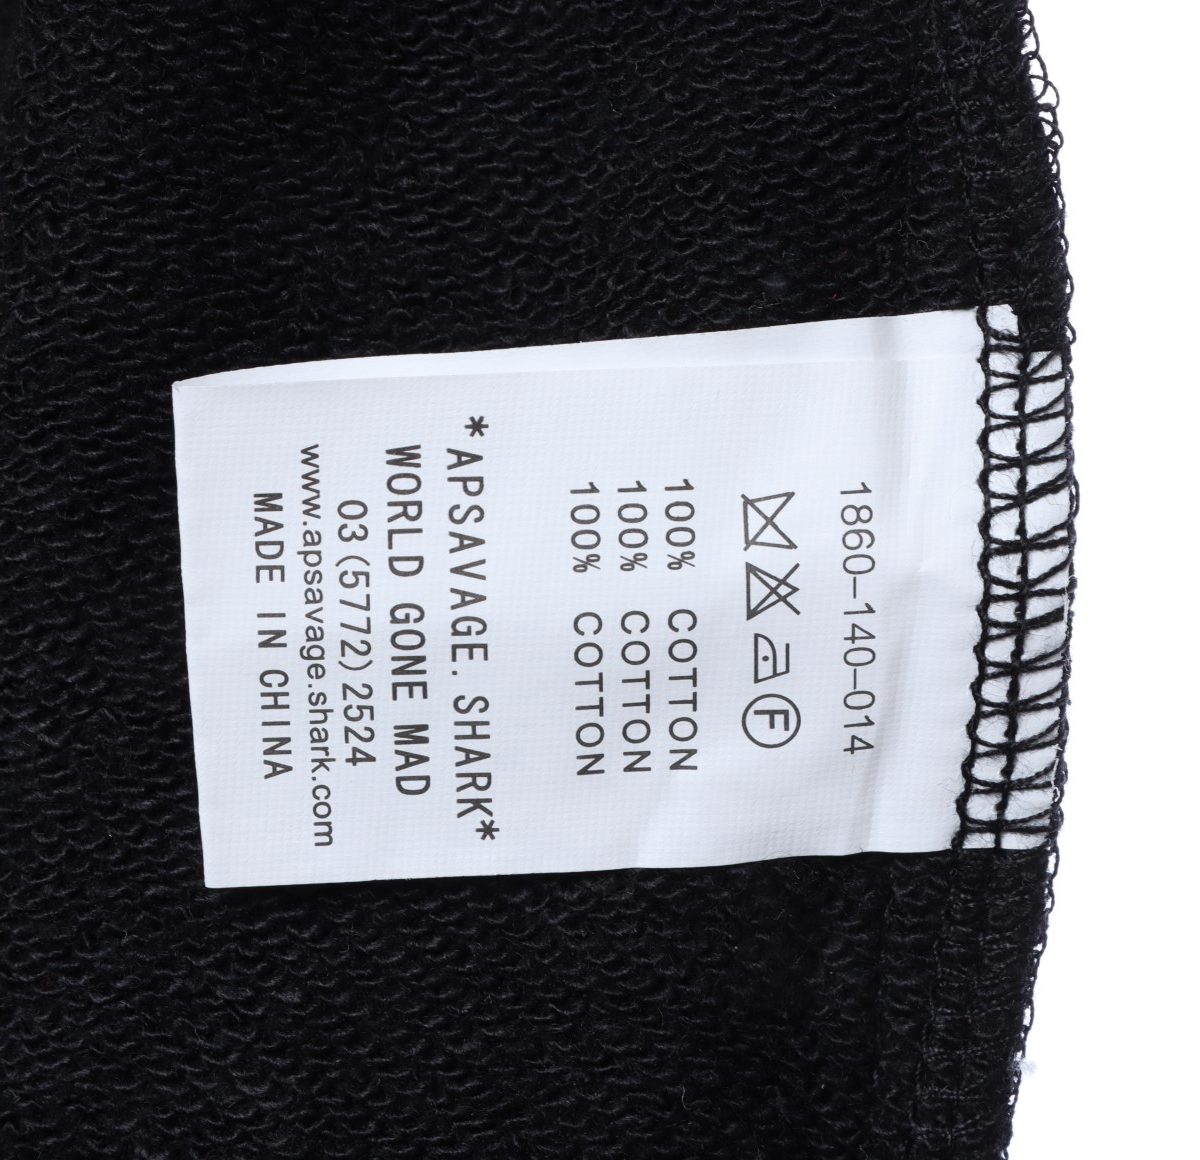 1860-140-014
F
100% COTTON
100% COTTON
100% COTTON
*APSAVAGE. SHARK*
WORLD GONE MAD
03(5772)2524
www.apsavage.shark.com
MADE IN CHINA